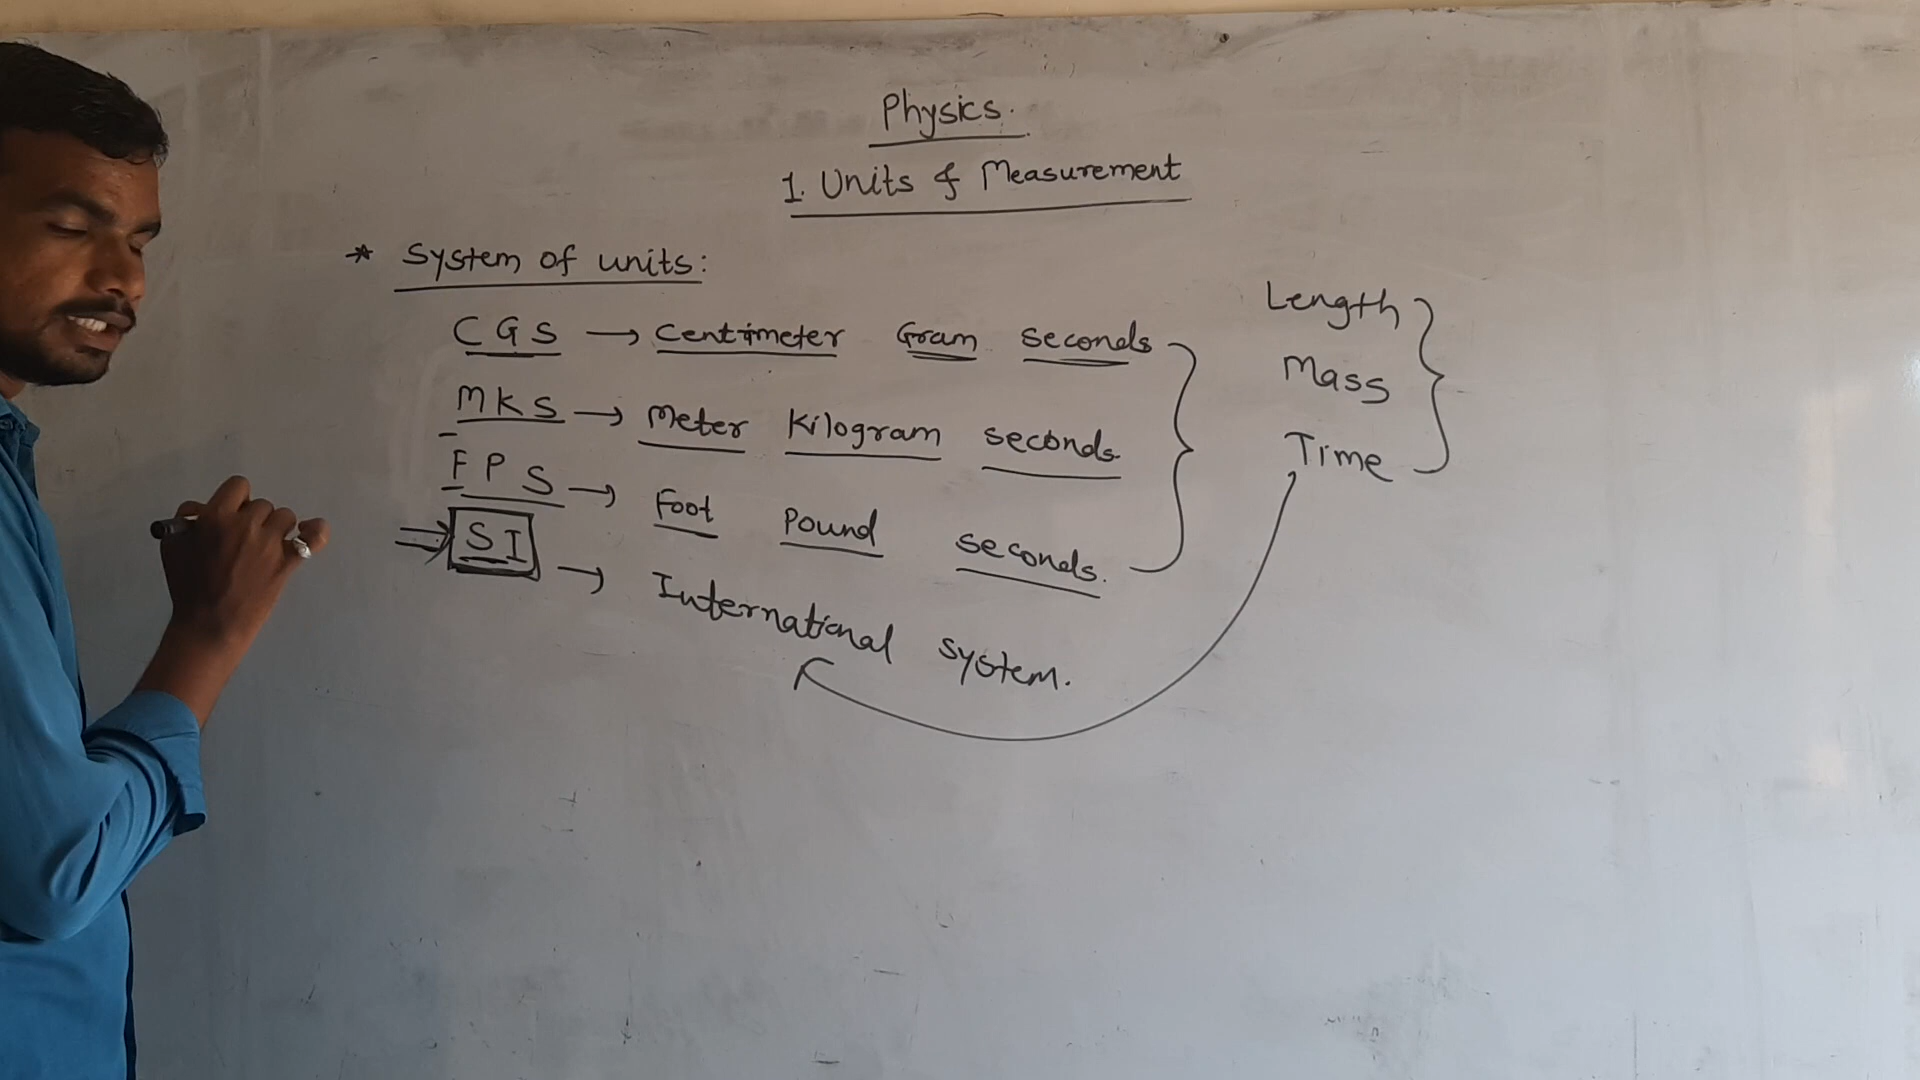 Physics.
1. Units & Measurement
* System of units:
CGS → Centimeter Gram seconds
MKS → Meter Kilogram seconds.
FPS → Foot Pound seconds.
⇒ SI → International system.
Length
Mass
Time